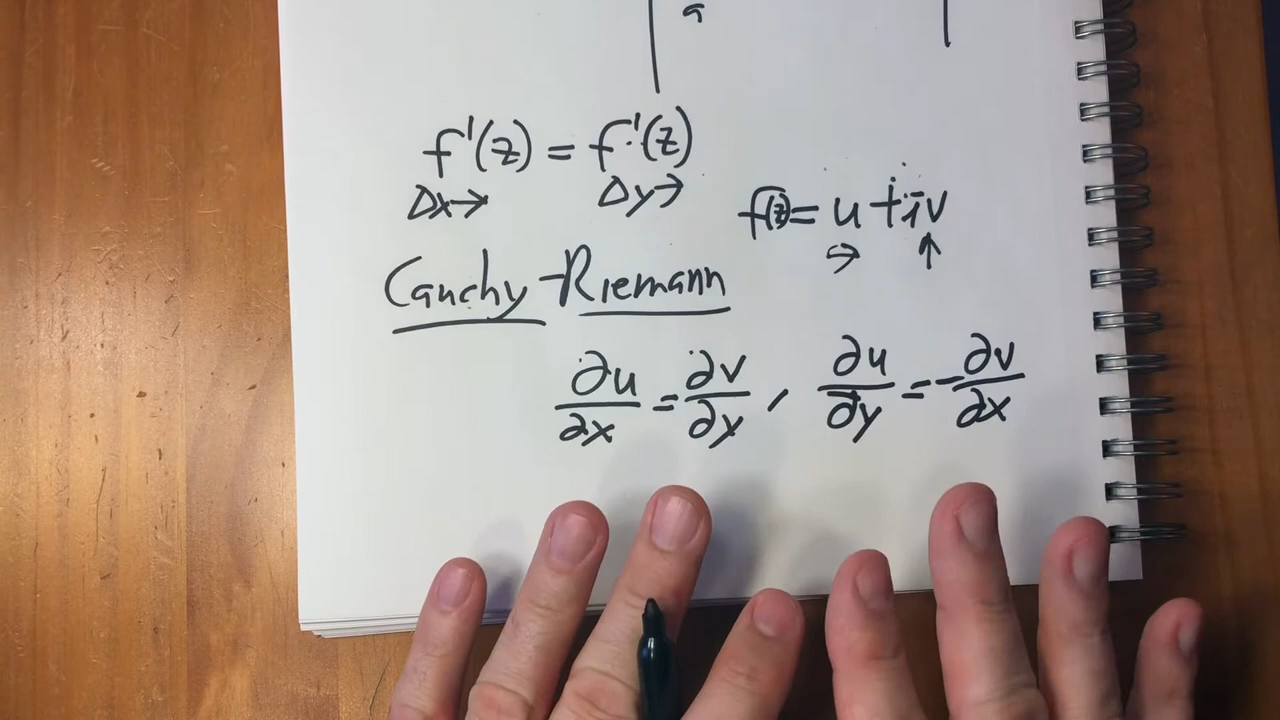 a
f'(z) = f'(z)
Δx→ Δy→
f(z) = u + iv
→ ↑
Cauchy-Riemann
∂u/∂x = ∂v/∂y , ∂u/∂y = -∂v/∂x